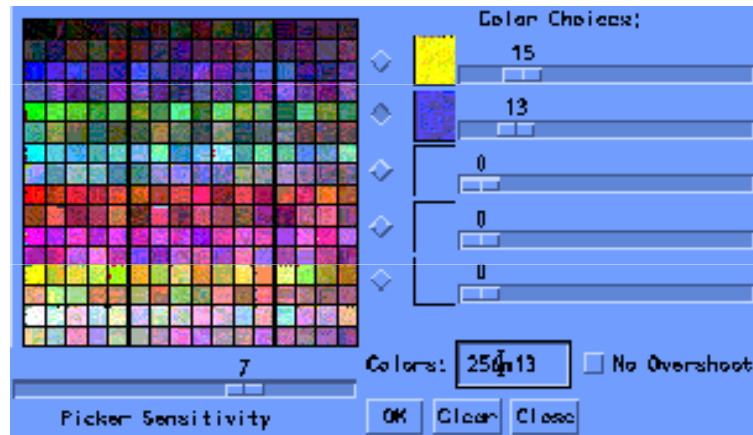 Color Choices:
15
13
0
0
0
7
Picker Sensitivity
Colors:
No Overshoot
OK Clear Close